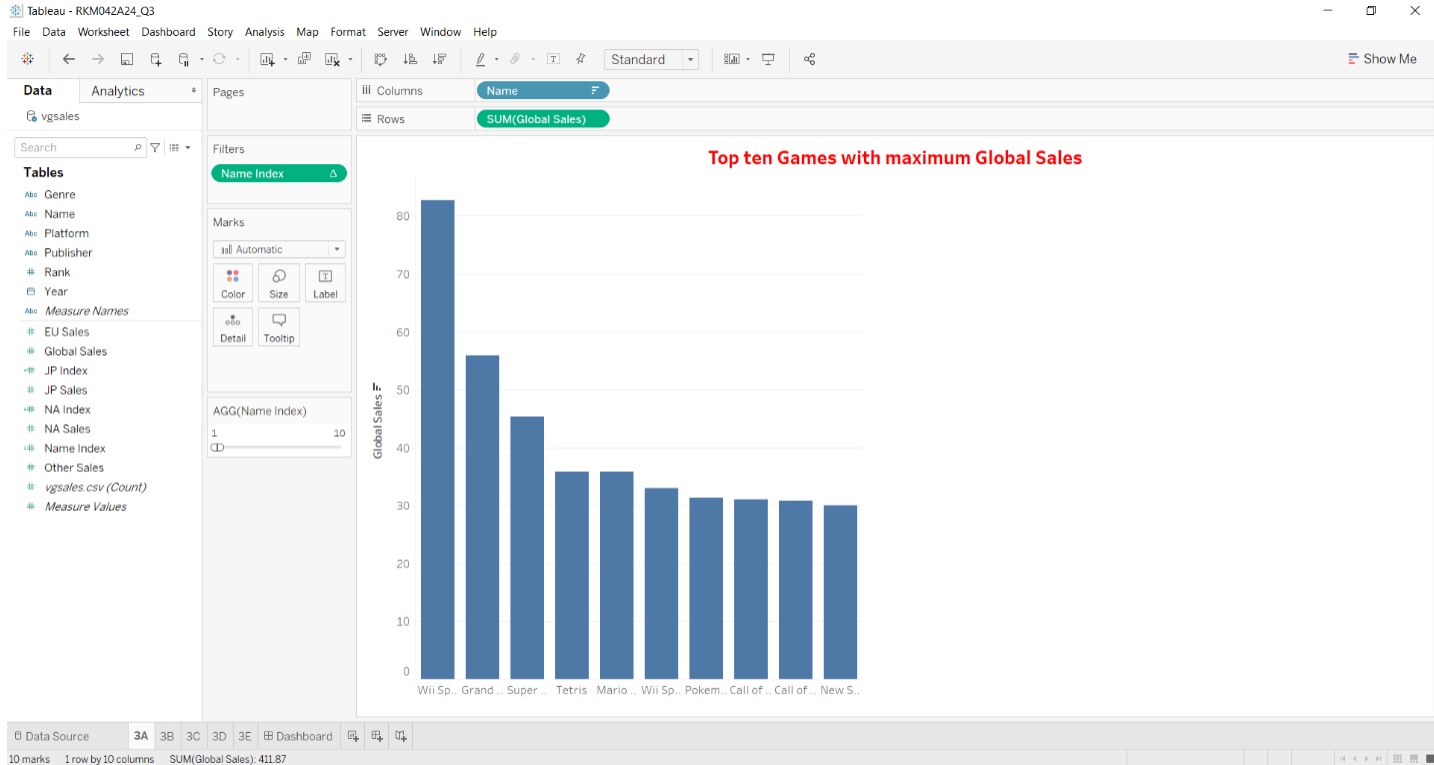 Tableau - RKM042A24_Q3
File Data Worksheet Dashboard Story Analysis Map Format Server Window Help
Standard
Show Me
Data Analytics
vgsales
Search
Tables
Abc Genre
Abc Name
Abc Platform
Abc Publisher
# Rank
Year
Abc Measure Names
# EU Sales
# Global Sales
=# JP Index
# JP Sales
=# NA Index
# NA Sales
=# Name Index
# Other Sales
# vgsales.csv (Count)
# Measure Values
Pages
Filters
Name Index Δ
Marks
Automatic
Color Size Label
Detail Tooltip
AGG(Name Index)
1 10
Columns Name
Rows SUM(Global Sales)
Top ten Games with maximum Global Sales
Global Sales
80
70
60
50
40
30
20
10
0
Wii Sp.. Grand .. Super .. Tetris Mario .. Wii Sp.. Pokem.. Call of .. Call of .. New S..
Data Source 3A 3B 3C 3D 3E Dashboard
10 marks 1 row by 10 columns SUM(Global Sales): 411.87